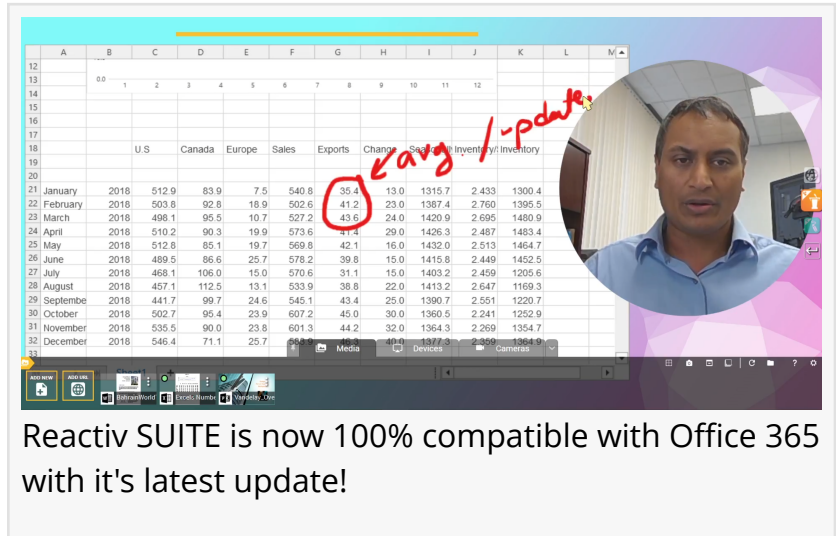 A B C D E F G H I J K L M
12
13 0.0 1 2 3 4 5 6 7 8 9 10 11 12
14
15
16
17
avg. /-pdate.
18 U.S Canada Europe Sales Exports Change Inventory/ Inventory
19
20
21 January 2018 512.9 83.9 7.5 540.8 35.4 13.0 1315.7 2.433 1300.4
22 February 2018 503.8 92.8 18.9 502.6 41.2 23.0 1387.4 2.760 1395.5
23 March 2018 498.1 95.5 10.7 527.2 43.6 24.0 1420.9 2.695 1480.9
24 April 2018 510.2 90.3 19.9 573.6 41.4 29.0 1426.3 2.487 1483.4
25 May 2018 512.8 85.1 19.7 569.8 42.1 16.0 1432.0 2.513 1464.7
26 June 2018 489.5 86.6 25.7 578.2 39.8 15.0 1415.8 2.449 1452.5
27 July 2018 468.1 106.0 15.0 570.6 31.1 15.0 1403.2 2.459 1205.6
28 August 2018 457.1 112.5 13.1 533.9 38.8 22.0 1413.2 2.647 1169.3
29 Septembe 2018 441.7 99.7 24.6 545.1 43.4 25.0 1390.7 2.551 1220.7
30 October 2018 502.7 95.4 23.9 607.2 45.0 30.0 1360.5 2.241 1252.9
31 November 2018 535.5 90.0 23.8 601.3 44.2 32.0 1364.3 2.269 1354.7
32 December 2018 546.4 71.1 25.7 583.9 46.3 40.0 1377.3 2.359 1364.9
33
Media Devices Cameras
Sheet1 +
ADD NEW ADD URL
BahrainWorld Excels Numbe Vandelay_Ove
Reactiv SUITE is now 100% compatible with Office 365
with it's latest update!